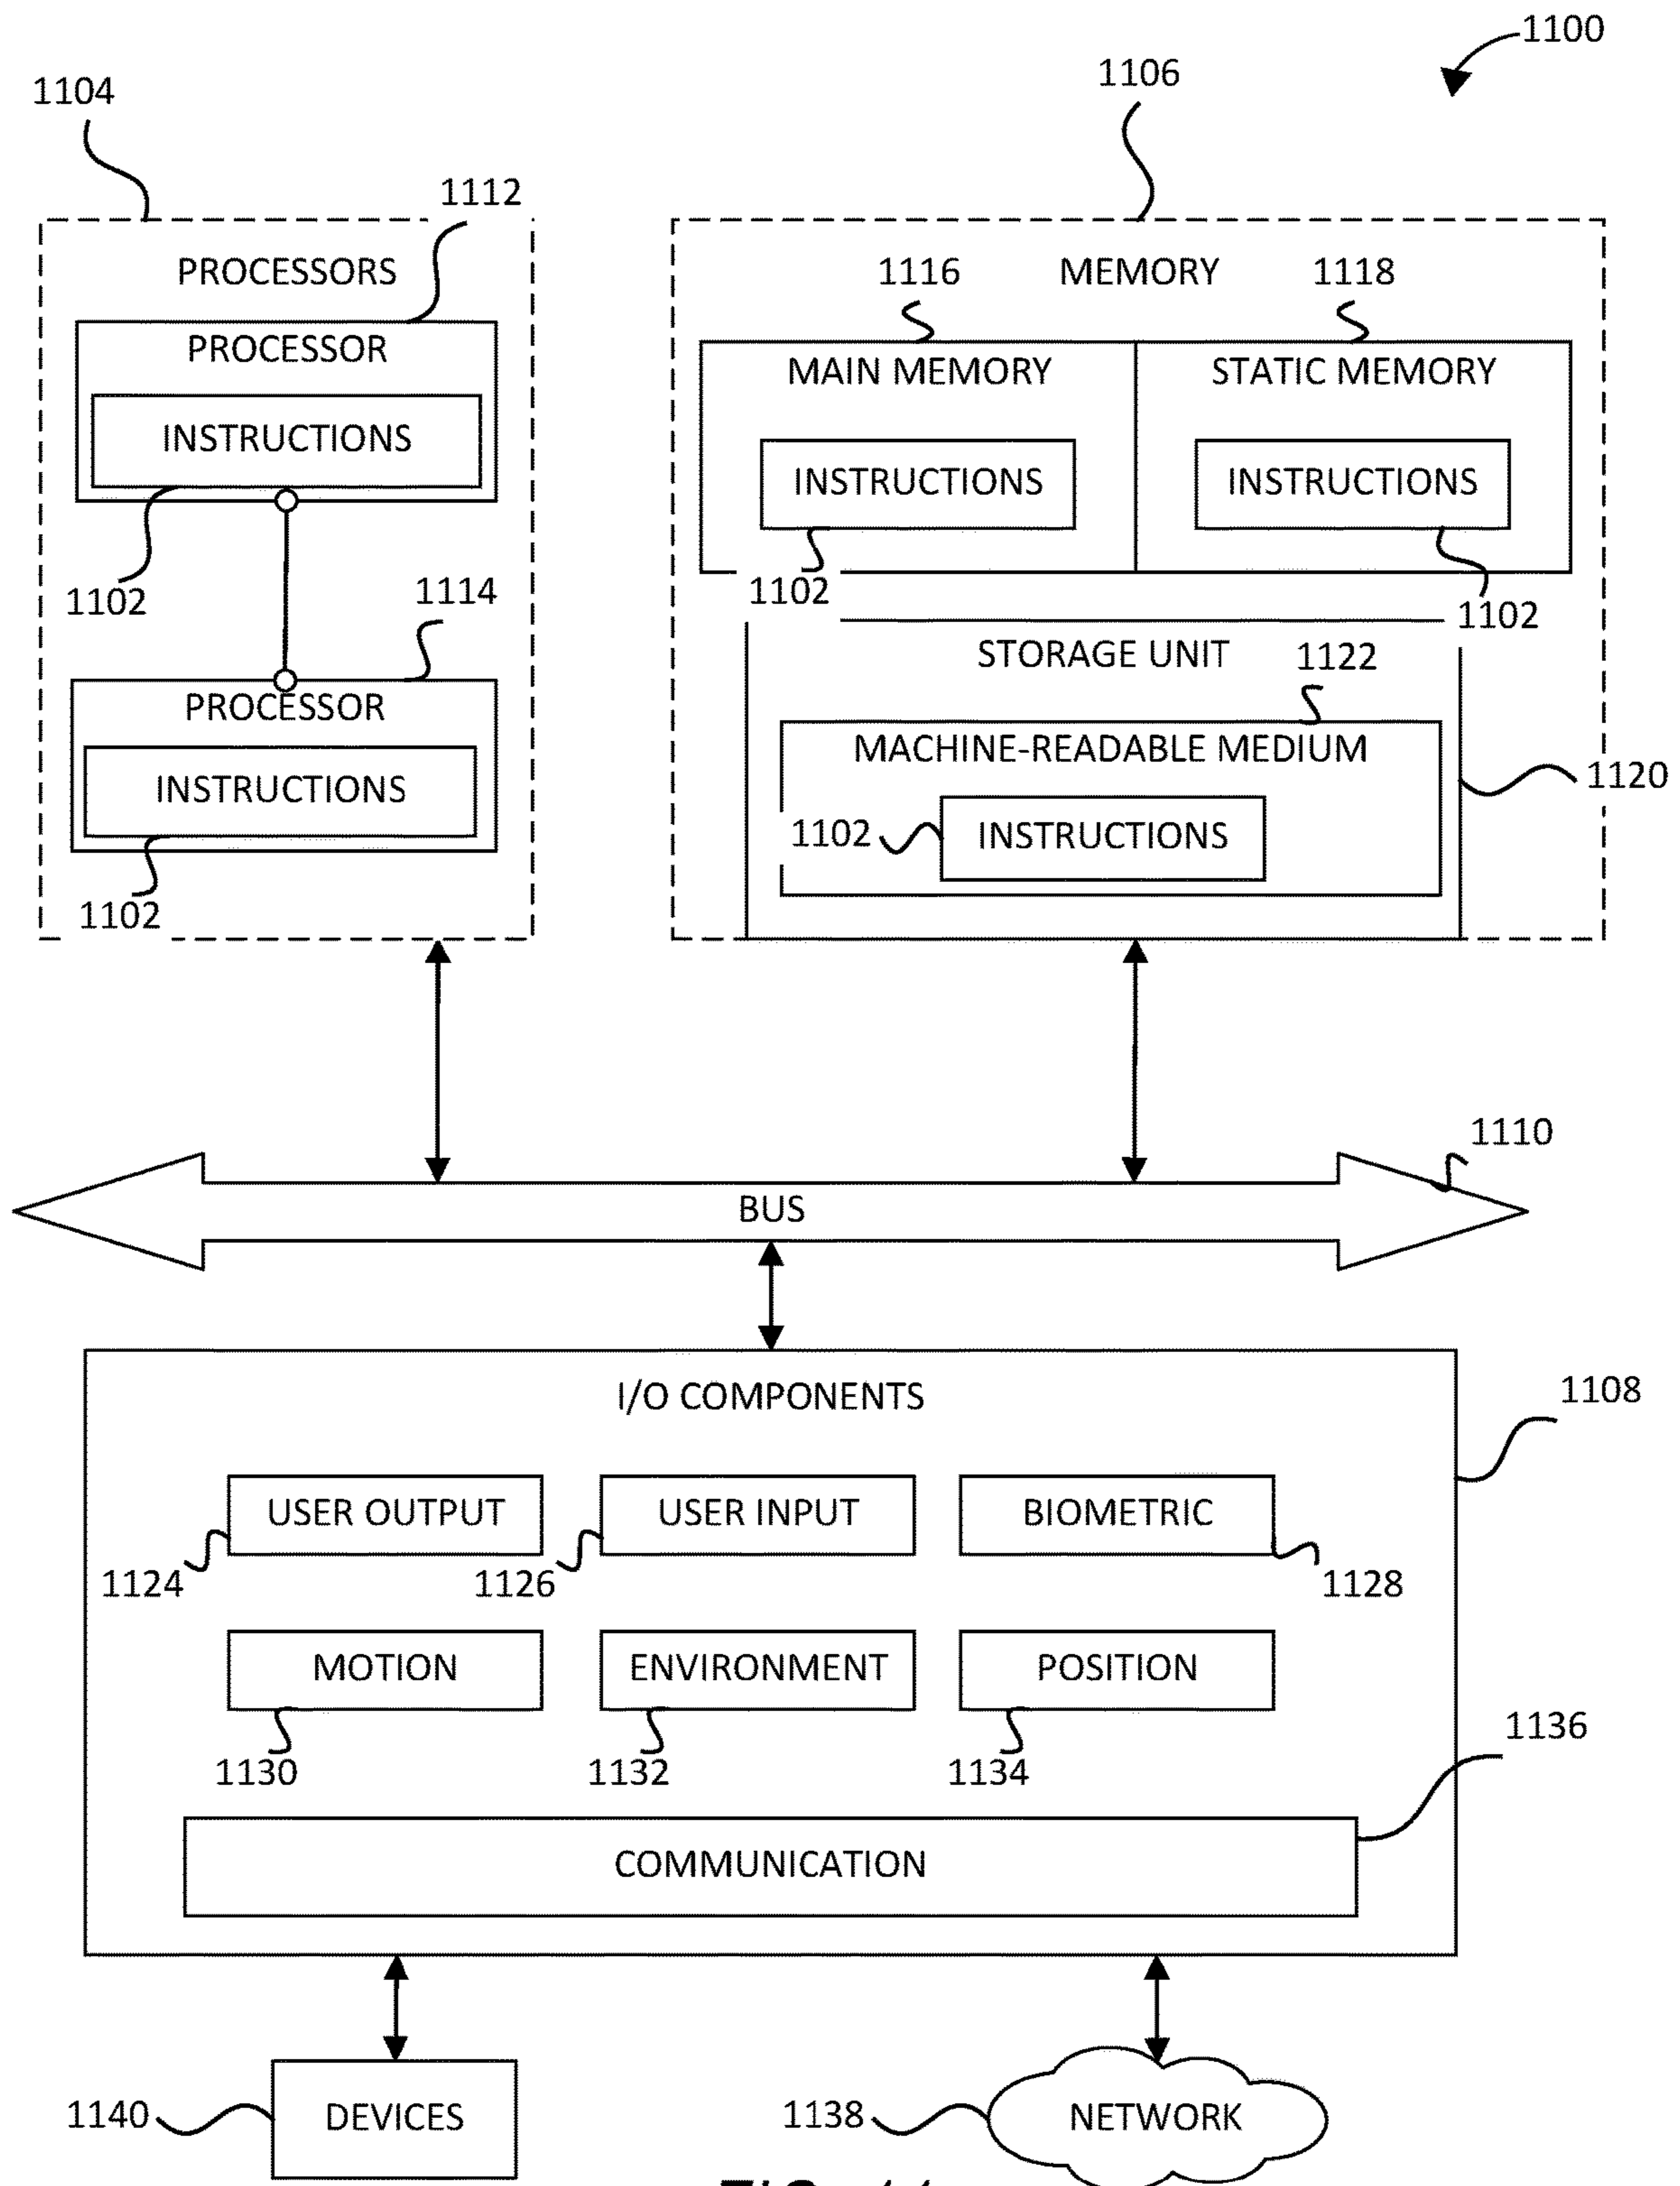 1100
1104
1106
1112
PROCESSORS
1116
MEMORY
1118
PROCESSOR
INSTRUCTIONS
MAIN MEMORY
STATIC MEMORY
INSTRUCTIONS
INSTRUCTIONS
1102
1114
1102
1102
STORAGE UNIT
1122
PROCESSOR
MACHINE-READABLE MEDIUM
1120
INSTRUCTIONS
1102
INSTRUCTIONS
1102
1110
BUS
I/O COMPONENTS
1108
USER OUTPUT
USER INPUT
BIOMETRIC
1124
1126
1128
MOTION
ENVIRONMENT
POSITION
1130
1132
1134
1136
COMMUNICATION
1140
DEVICES
1138
NETWORK